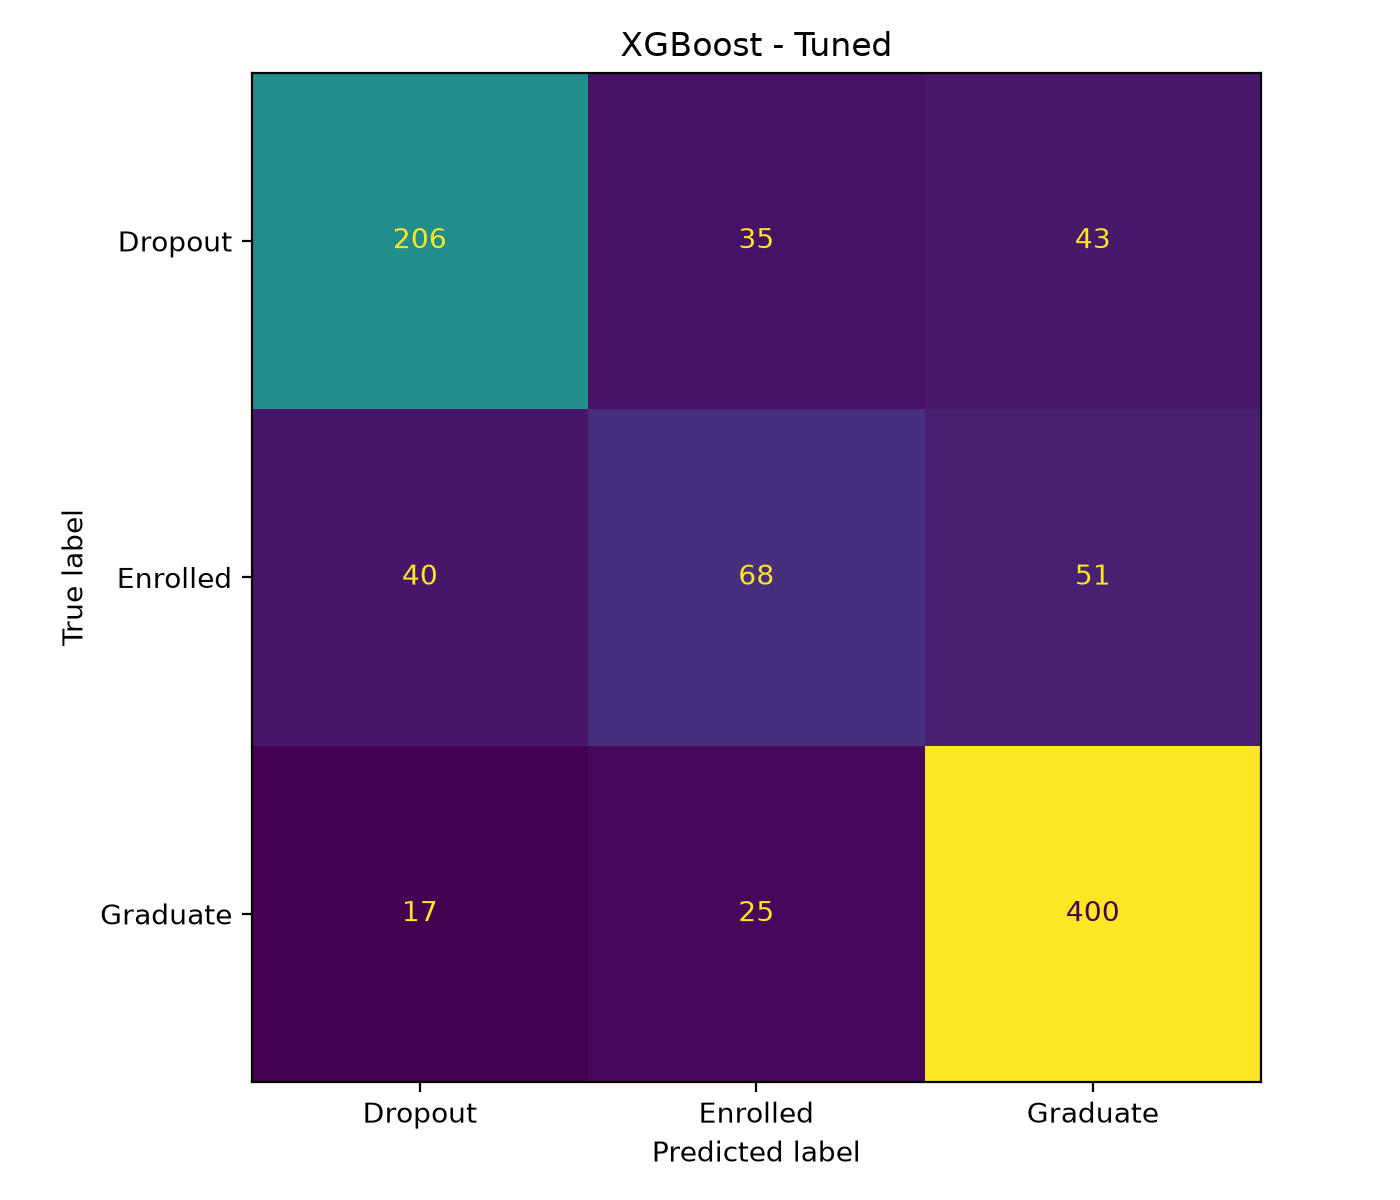 XGBoost - Tuned
Dropout 206 35 43
Enrolled 40 68 51
Graduate 17 25 400
True label
Dropout Enrolled Graduate
Predicted label